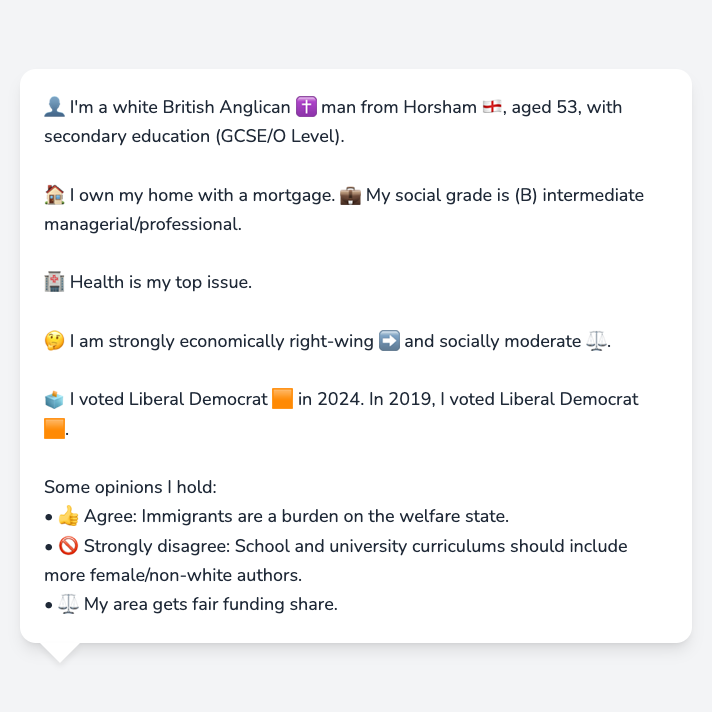 👤 I'm a white British Anglican ✝️ man from Horsham 🏴󠁧󠁢󠁥󠁮󠁧󠁿, aged 53, with
secondary education (GCSE/O Level).
🏠 I own my home with a mortgage. 💼 My social grade is (B) intermediate
managerial/professional.
🏥 Health is my top issue.
🤔 I am strongly economically right-wing ➡️ and socially moderate ⚖️.
🗳️ I voted Liberal Democrat 🟧 in 2024. In 2019, I voted Liberal Democrat
🟧.
Some opinions I hold:
• 👍 Agree: Immigrants are a burden on the welfare state.
• 🚫 Strongly disagree: School and university curriculums should include
more female/non-white authors.
• ⚖️ My area gets fair funding share.